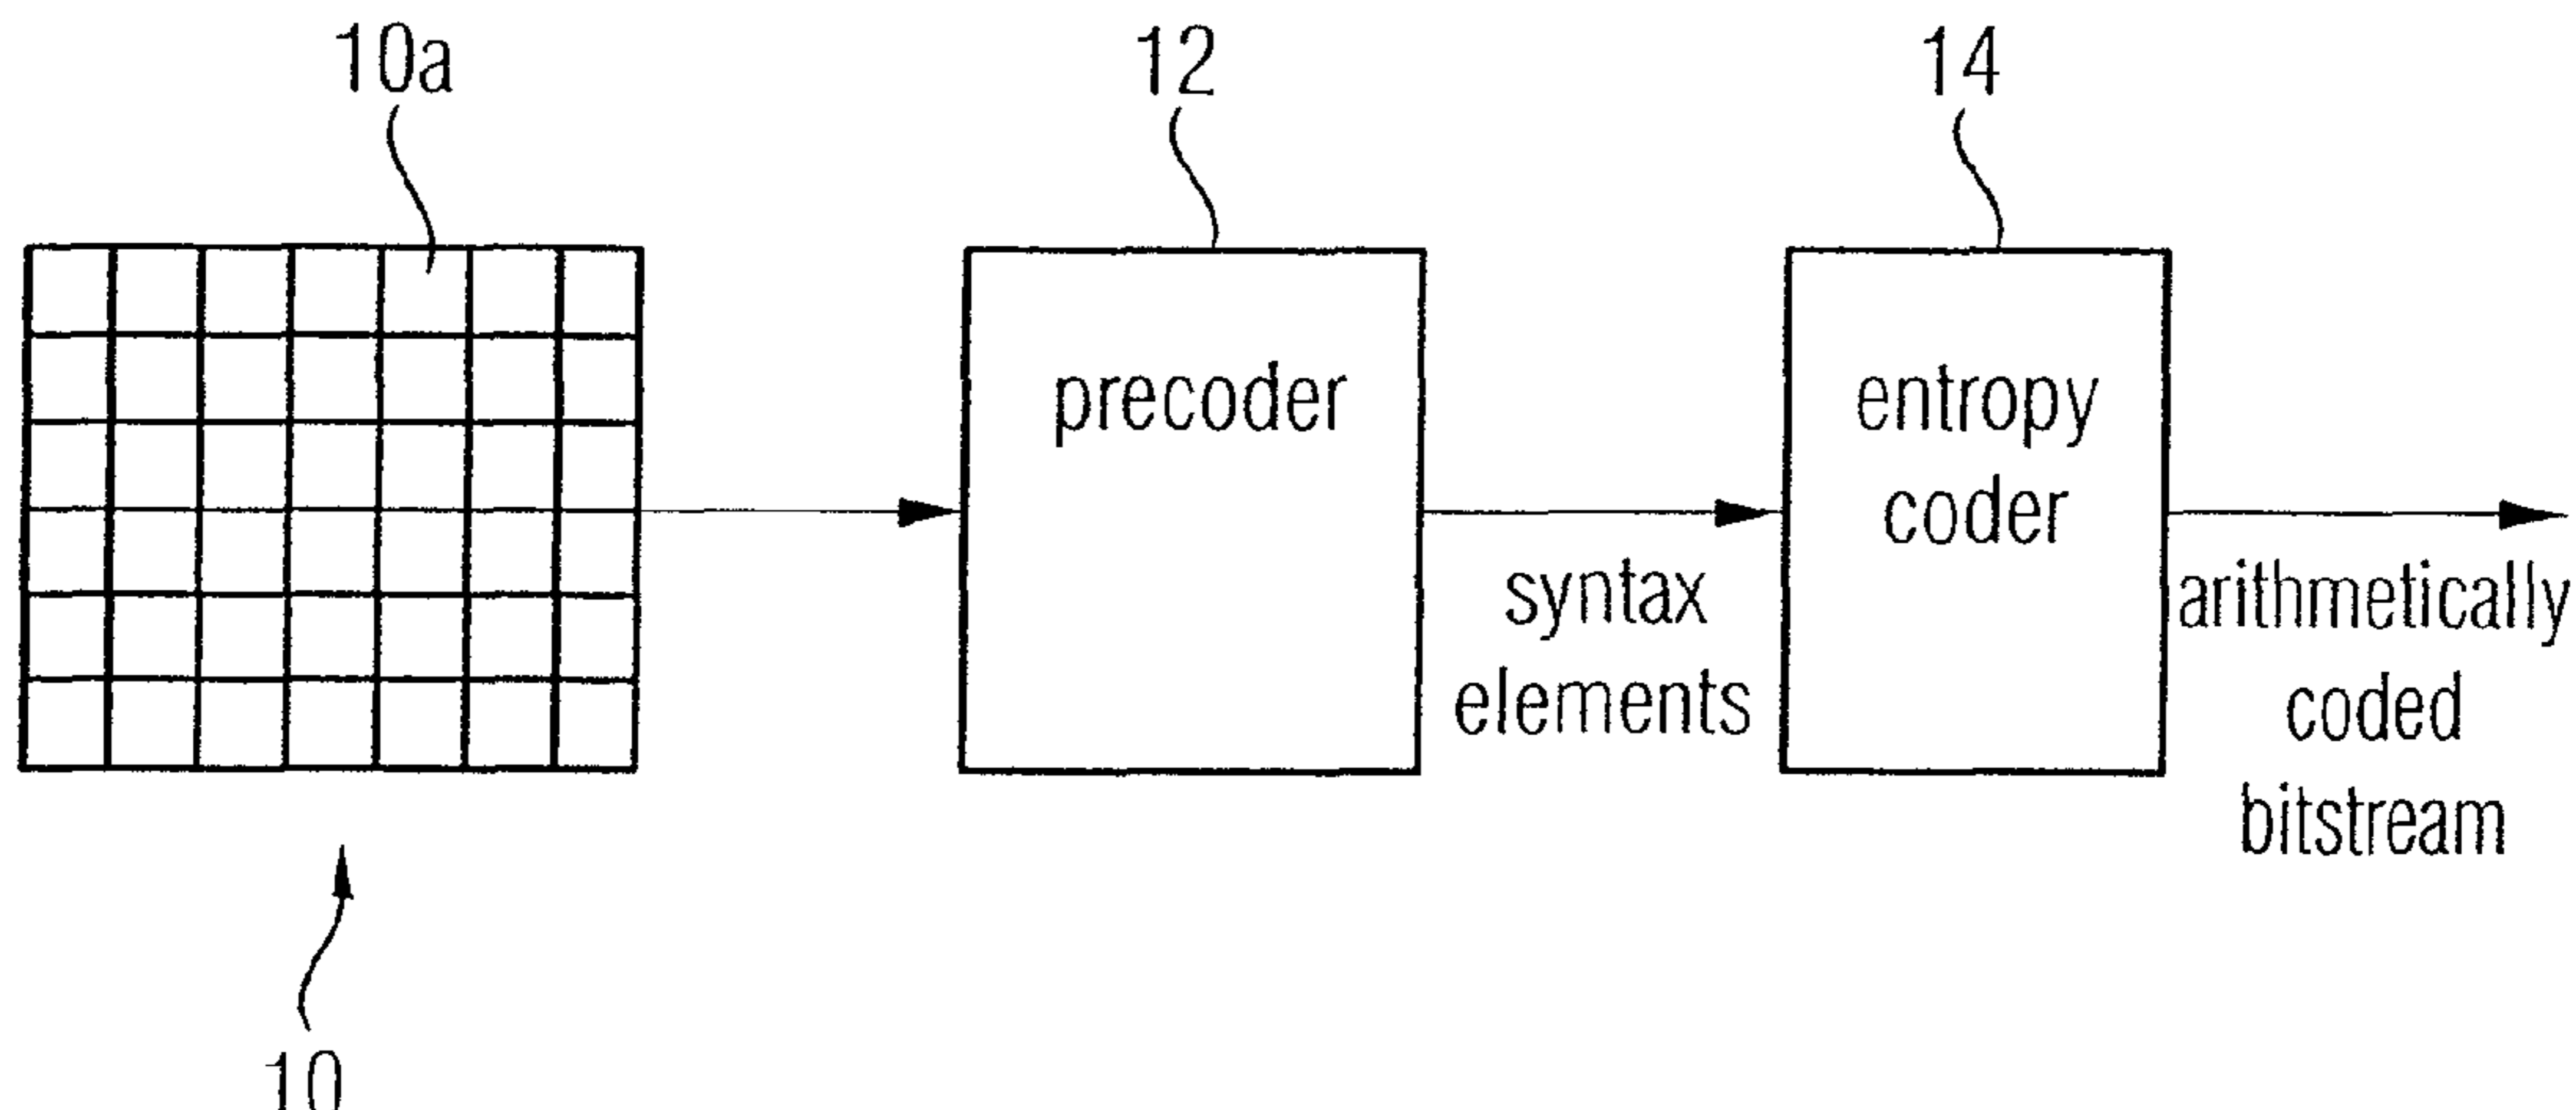 10a
12
14
precoder
entropy
coder
syntax
elements
arithmetically
coded
bitstream
10